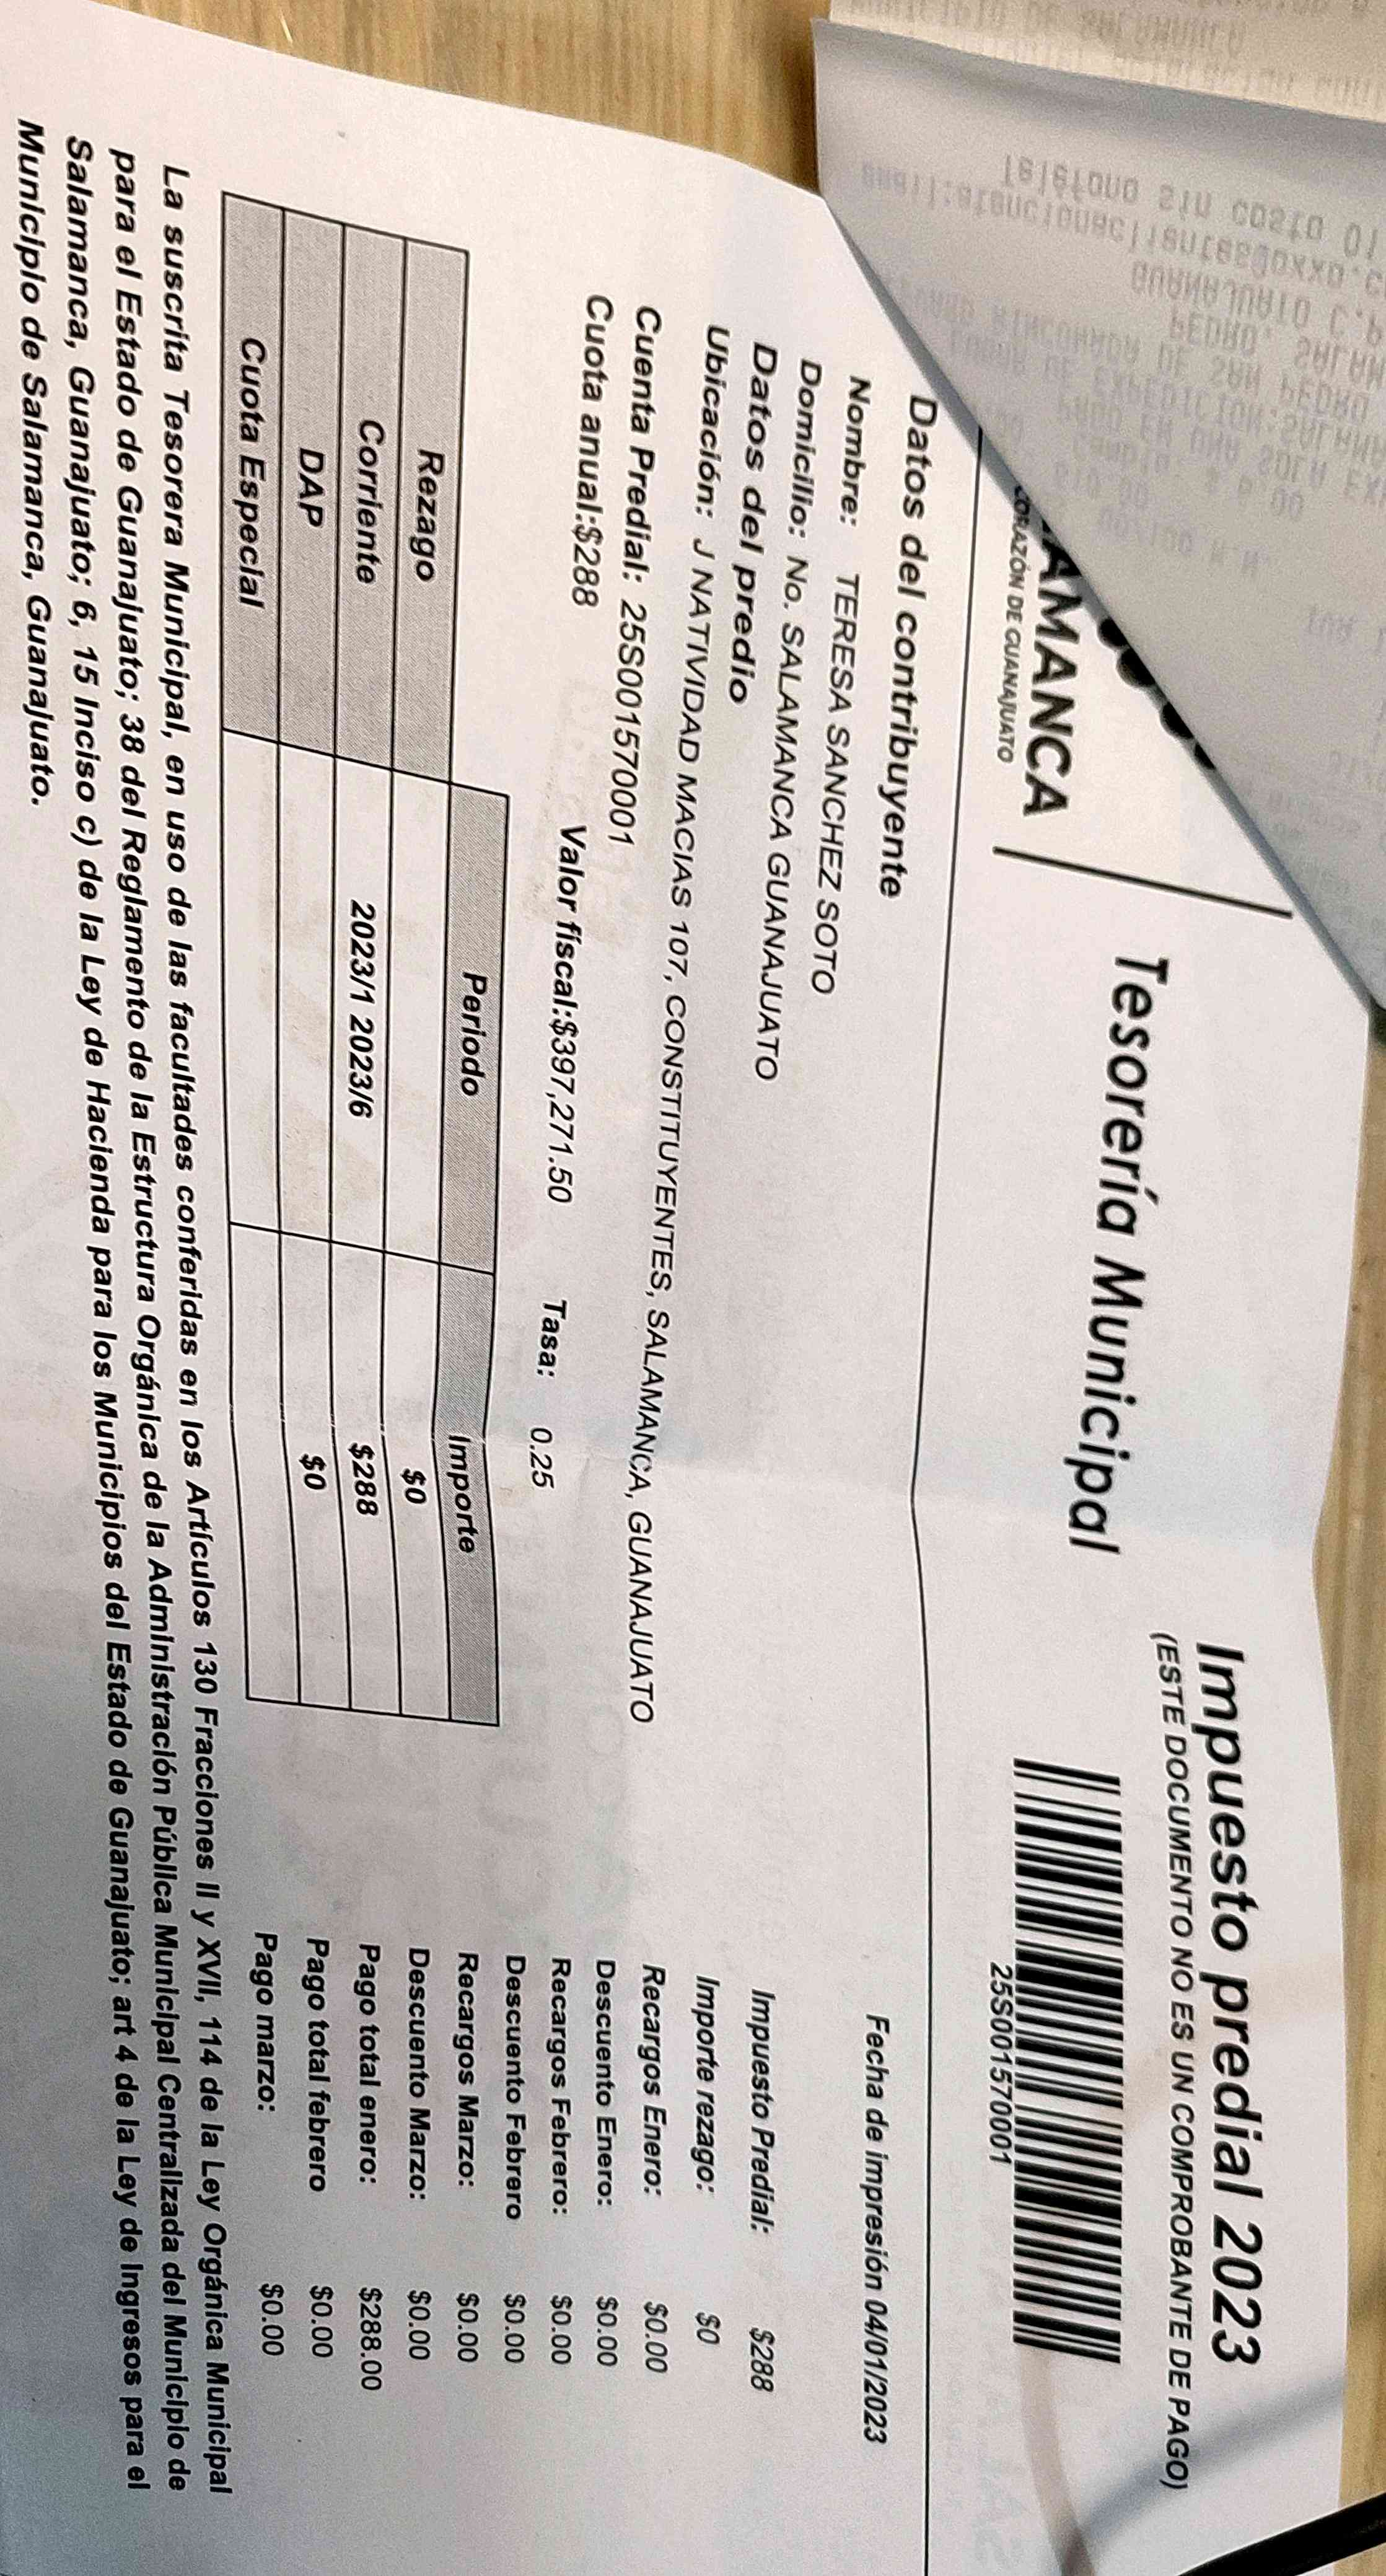 AMANCA
CORAZÓN DE GUANAJUATO
Tesorería Municipal
Impuesto predial 2023
(ESTE DOCUMENTO NO ES UN COMPROBANTE DE PAGO)
25S001570001
Datos del contribuyente
Fecha de impresión 04/01/2023
Nombre: TERESA SANCHEZ SOTO
Domicilio: No. SALAMANCA GUANAJUATO
Datos del predio
Ubicación: J NATIVIDAD MACIAS 107, CONSTITUYENTES, SALAMANCA, GUANAJUATO
Cuenta Predial: 25S001570001
Cuota anual:$288 Valor fiscal:$397,271.50 Tasa: 0.25
Periodo Importe
Rezago $0
Corriente 2023/1 2023/6 $288
DAP $0
Cuota Especial
Impuesto Predial: $288
Importe rezago: $0
Recargos Enero: $0.00
Descuento Enero: $0.00
Recargos Febrero: $0.00
Descuento Febrero $0.00
Recargos Marzo: $0.00
Descuento Marzo: $0.00
Pago total enero: $288.00
Pago total febrero $0.00
Pago marzo: $0.00
La suscrita Tesorera Municipal, en uso de las facultades conferidas en los Artículos 130 Fracciones II y XVII, 114 de la Ley Orgánica Municipal
para el Estado de Guanajuato; 38 del Reglamento de la Estructura Orgánica de la Administración Pública Municipal Centralizada del Municipio de
Salamanca, Guanajuato; 6, 15 Inciso c) de la Ley de Hacienda para los Municipios del Estado de Guanajuato; art 4 de la Ley de Ingresos para el
Municipio de Salamanca, Guanajuato.